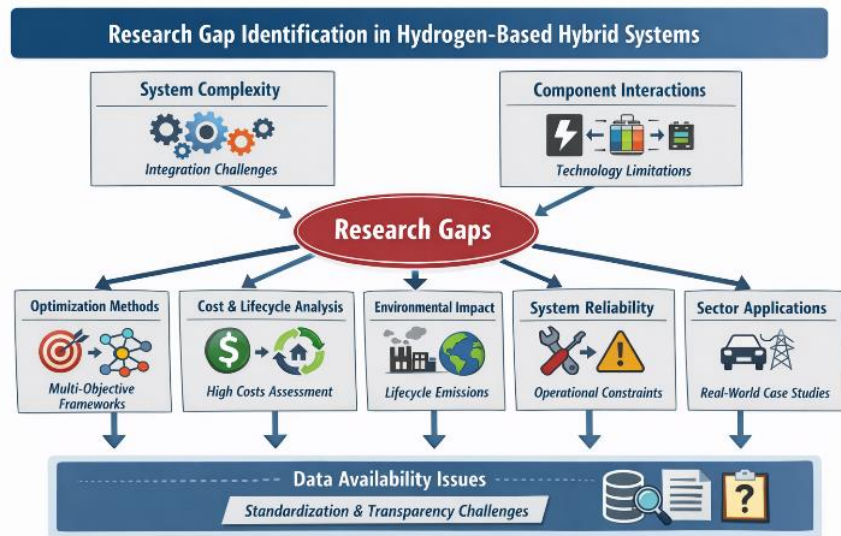 Research Gap Identification in Hydrogen-Based Hybrid Systems
System Complexity
Integration Challenges
Component Interactions
Technology Limitations
Research Gaps
Optimization Methods
Multi-Objective
Frameworks
Cost & Lifecycle Analysis
High Costs Assessment
Environmental Impact
Lifecycle Emissions
System Reliability
Operational Constraints
Sector Applications
Real-World Case Studies
Data Availability Issues
Standardization & Transparency Challenges